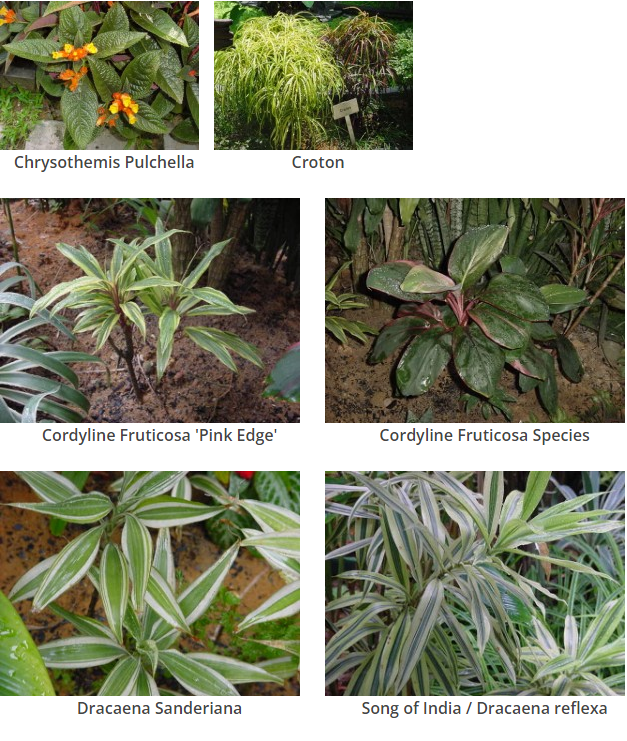 Chrysothemis Pulchella
Croton
Cordyline Fruticosa 'Pink Edge'
Cordyline Fruticosa Species
Dracaena Sanderiana
Song of India / Dracaena reflexa